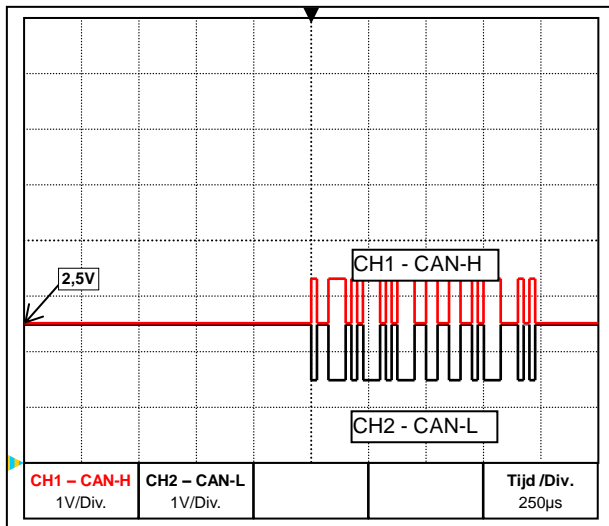 CH1 - CAN-H
2,5V
CH2 - CAN-L
CH1 – CAN-H
1V/Div.
CH2 – CAN-L
1V/Div.
Tijd /Div.
250µs